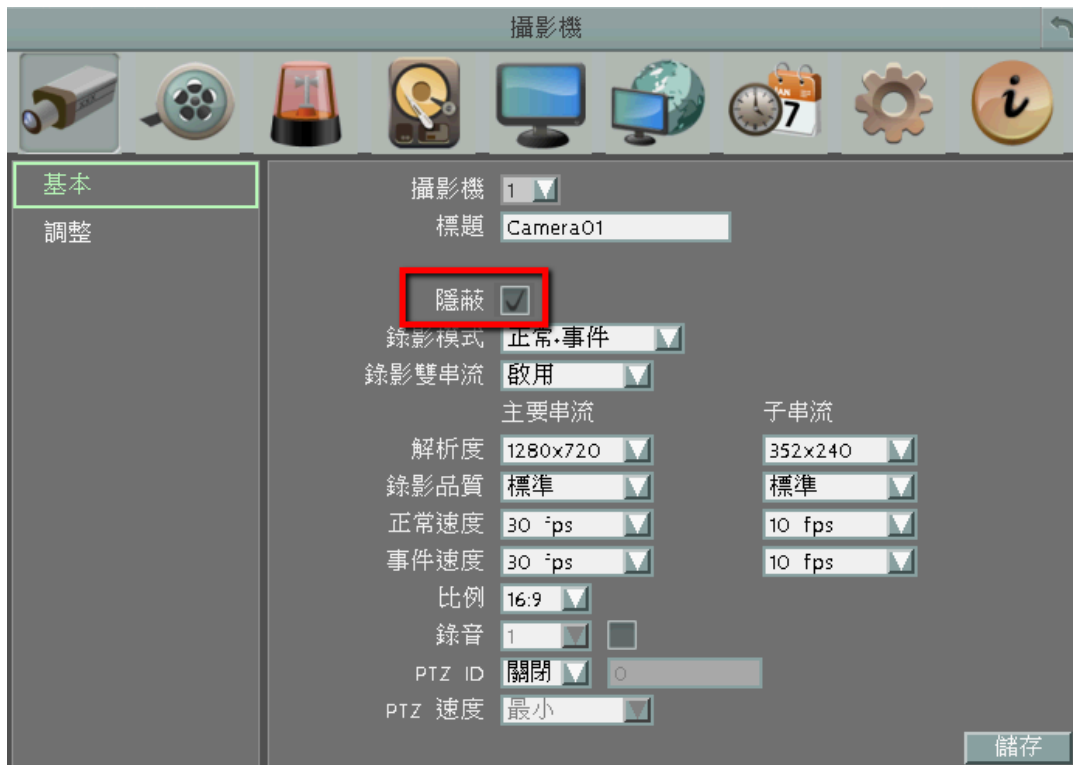 攝影機
JAN
7
i
基本
調整
攝影機 1
標題 Camera01
隱蔽
錄影模式 正常+事件
錄影雙串流 啟用
主要串流 子串流
解析度 1280x720 352x240
錄影品質 標準 標準
正常速度 30 fps 10 fps
事件速度 30 fps 10 fps
比例 16:9
錄音 1
PTZ ID 關閉 0
PTZ 速度 最小
儲存